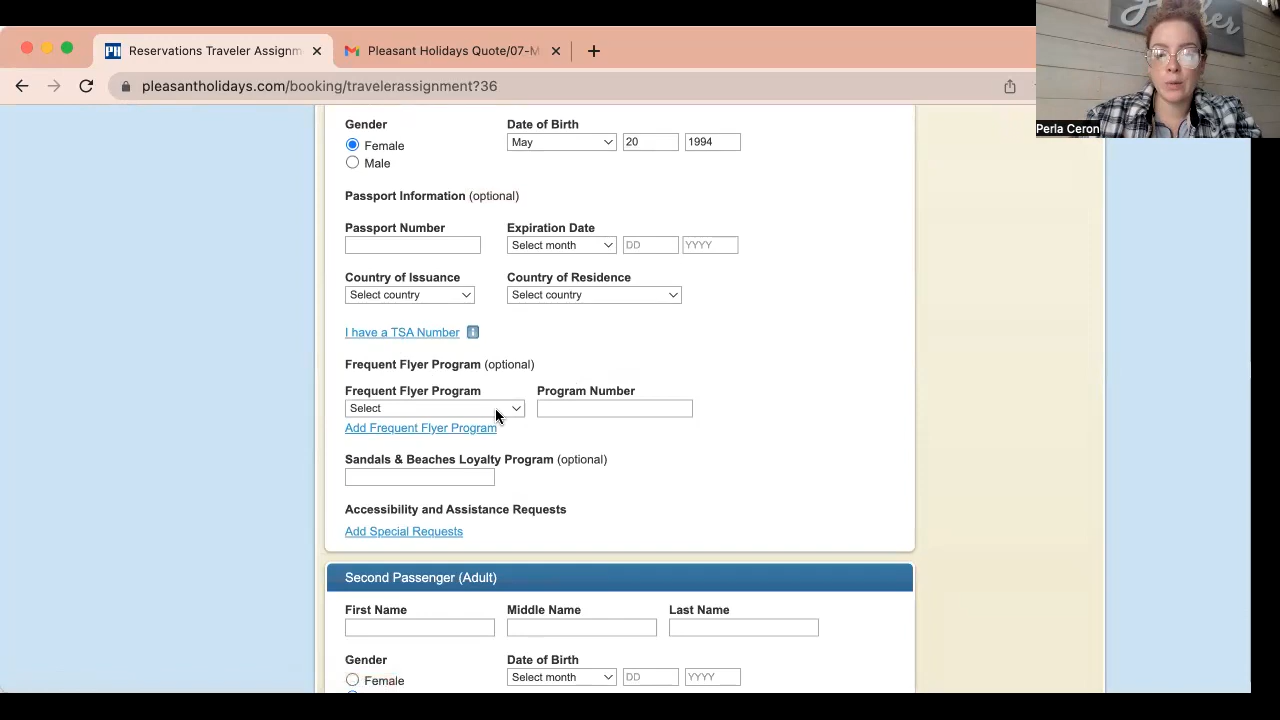 Reservations Traveler Assignm
Pleasant Holidays Quote/07-M
pleasantholidays.com/booking/travelerassignment?36
Perla Ceron
Gender
Date of Birth
Female
May
20
1994
Male
Passport Information (optional)
Passport Number
Expiration Date
Select month
DD
YYYY
Country of Issuance
Country of Residence
Select country
Select country
I have a TSA Number
Frequent Flyer Program (optional)
Frequent Flyer Program
Program Number
Select
Add Frequent Flyer Program
Sandals & Beaches Loyalty Program (optional)
Accessibility and Assistance Requests
Add Special Requests
Second Passenger (Adult)
First Name
Middle Name
Last Name
Gender
Date of Birth
Female
Select month
DD
YYYY